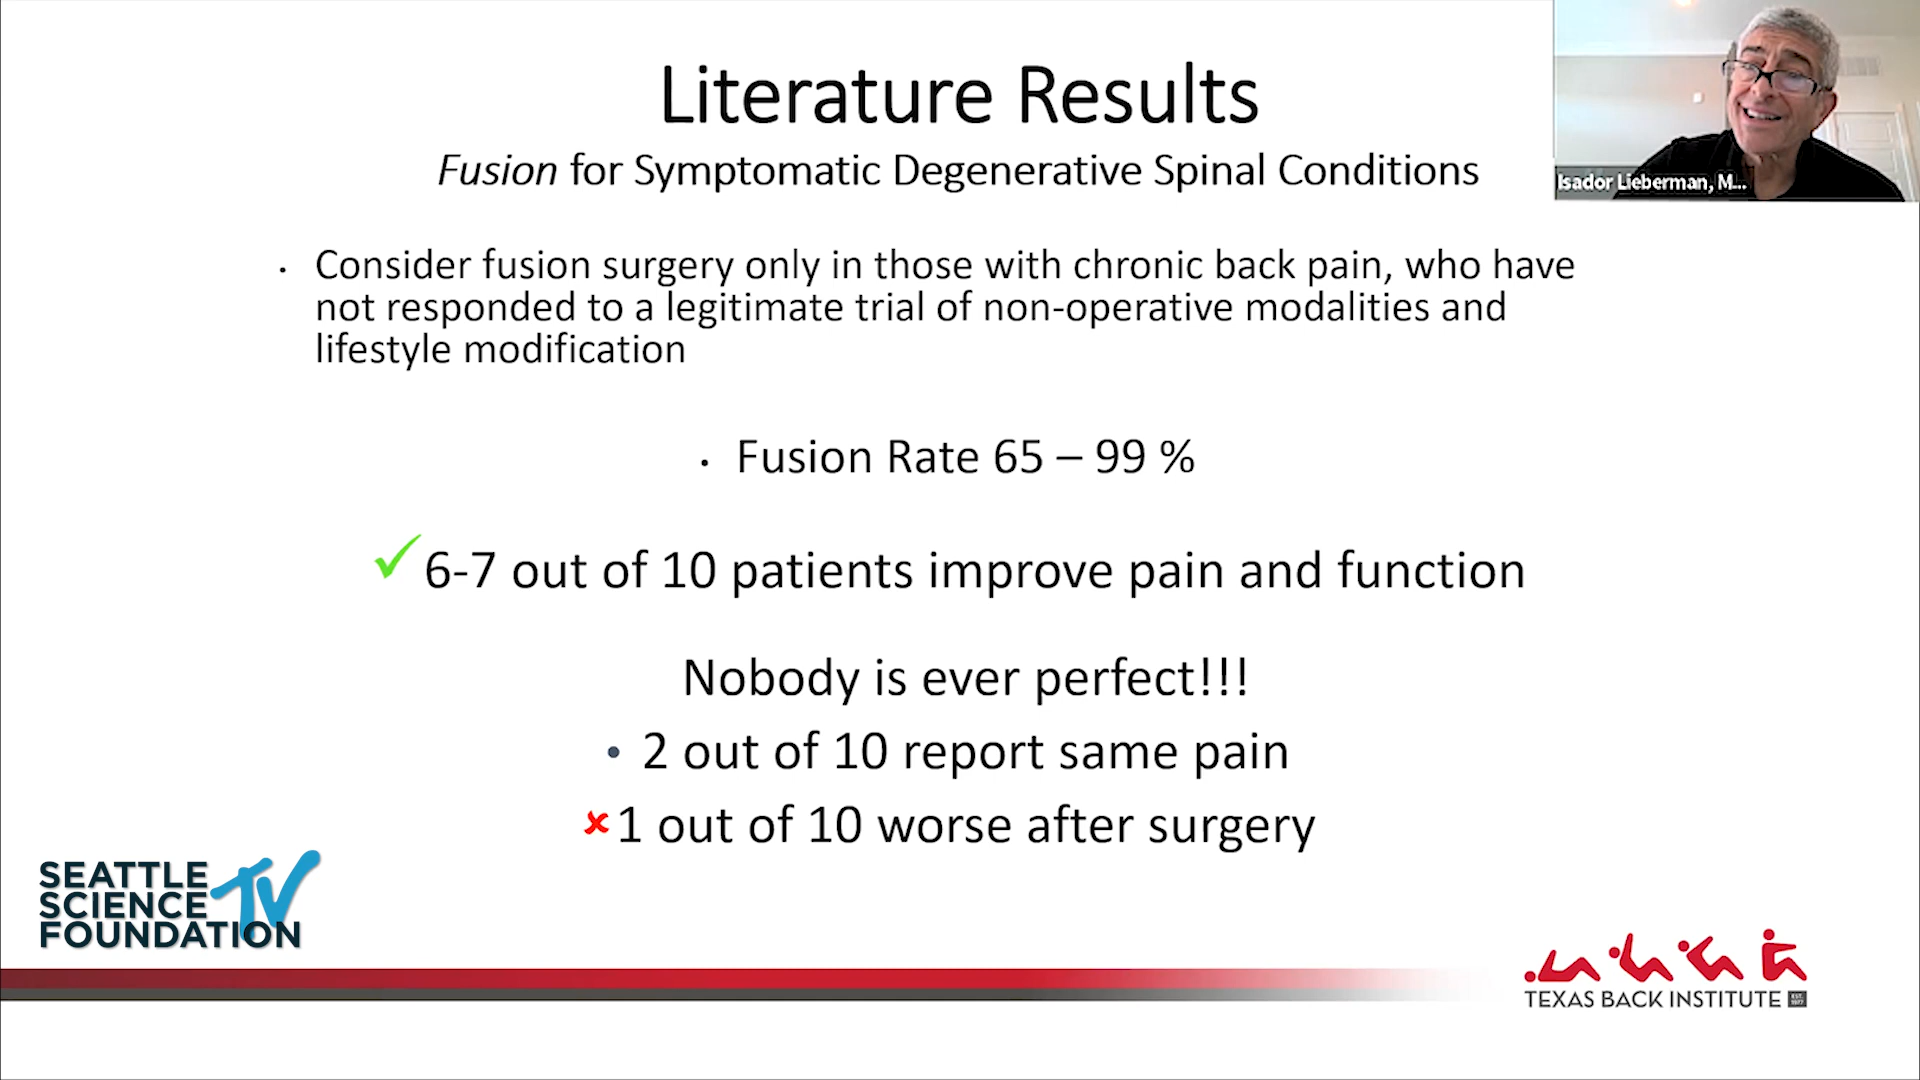 Literature Results
Fusion for Symptomatic Degenerative Spinal Conditions
Isador Lieberman, M...
• Consider fusion surgery only in those with chronic back pain, who have
not responded to a legitimate trial of non-operative modalities and
lifestyle modification
• Fusion Rate 65 – 99 %
✓ 6-7 out of 10 patients improve pain and function
Nobody is ever perfect!!!
• 2 out of 10 report same pain
✘ 1 out of 10 worse after surgery
SEATTLE
SCIENCE TV
FOUNDATION
TEXAS BACK INSTITUTE EST. 1977